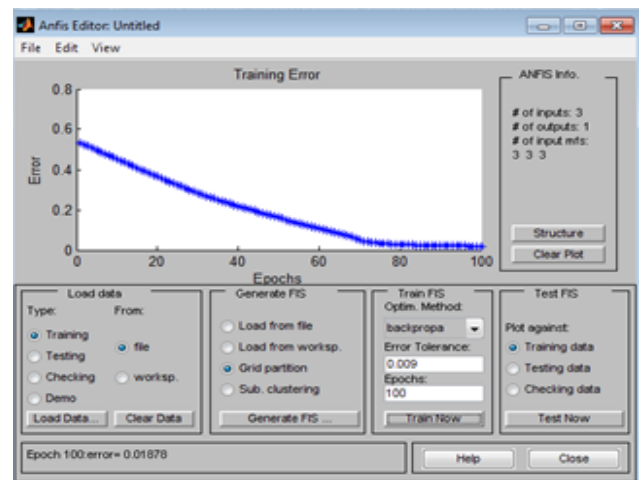 Anfis Editor: Untitled
File Edit View
Training Error
0.8
0.6
0.4
0.2
0
Error
0 20 40 60 80 100
Epochs
ANFIS Info.
# of inputs: 3
# of outputs: 1
# of input mfs:
3 3 3
Structure
Clear Plot
Load data
Type: From:
Training
file
Testing
Checking
worksp.
Demo
Load Data... Clear Data
Generate FIS
Load from file
Load from worksp.
Grid partition
Sub. clustering
Generate FIS ...
Train FIS
Optim. Method:
backpropa
Error Tolerance:
0.009
Epochs:
100
Train Now
Test FIS
Plot against:
Training data
Testing data
Checking data
Test Now
Epoch 100:error= 0.01878
Help Close